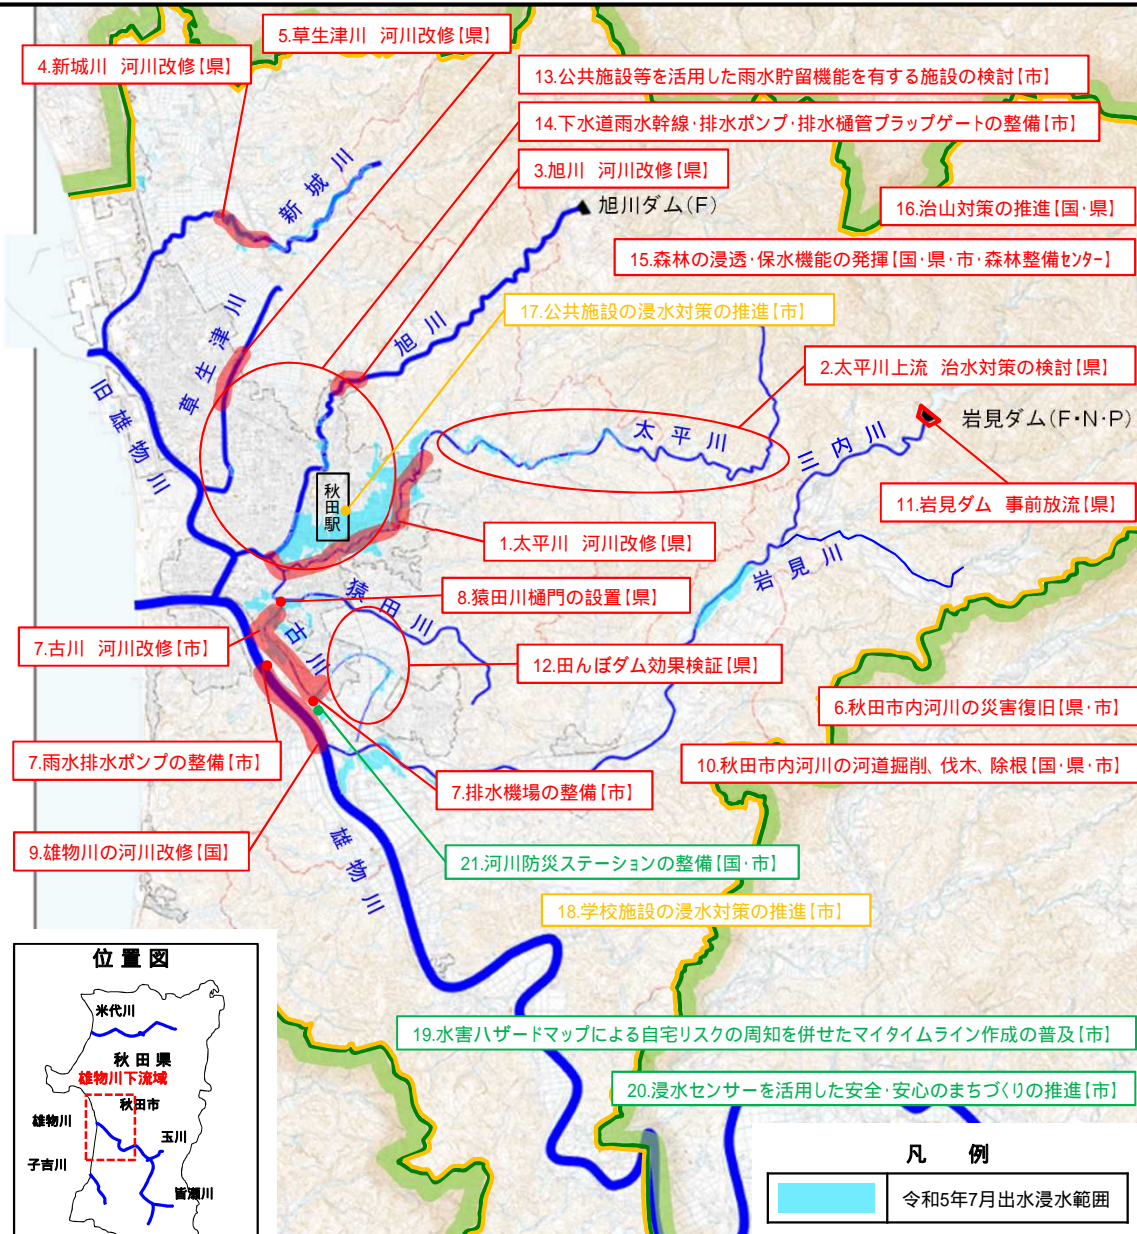 5.草生津川 河川改修【県】
4.新城川 河川改修【県】
13.公共施設等を活用した雨水貯留機能を有する施設の検討【市】
14.下水道雨水幹線・排水ポンプ・排水樋管プラップゲートの整備【市】
3.旭川 河川改修【県】
新城川
旭川ダム(F)
16.治山対策の推進【国・県】
15.森林の浸透・保水機能の発揮【国・県・市・森林整備センター】
17.公共施設の浸水対策の推進【市】
旭川
草生津川
2.太平川上流 治水対策の検討【県】
旧雄物川
太平川
三内川
岩見ダム(F・N・P)
秋田駅
11.岩見ダム 事前放流【県】
1.太平川 河川改修【県】
岩見川
猿田川
8.猿田川樋門の設置【県】
古川
7.古川 河川改修【市】
12.田んぼダム効果検証【県】
6.秋田市内河川の災害復旧【県・市】
7.雨水排水ポンプの整備【市】
10.秋田市内河川の河道掘削、伐木、除根【国・県・市】
7.排水機場の整備【市】
9.雄物川の河川改修【国】
雄物川
21.河川防災ステーションの整備【国・市】
18.学校施設の浸水対策の推進【市】
位置図
米代川
秋田県
雄物川下流域
秋田市
雄物川
玉川
子吉川
皆瀬川
19.水害ハザードマップによる自宅リスクの周知を併せたマイタイムライン作成の普及【市】
20.浸水センサーを活用した安全・安心のまちづくりの推進【市】
凡例
令和5年7月出水浸水範囲